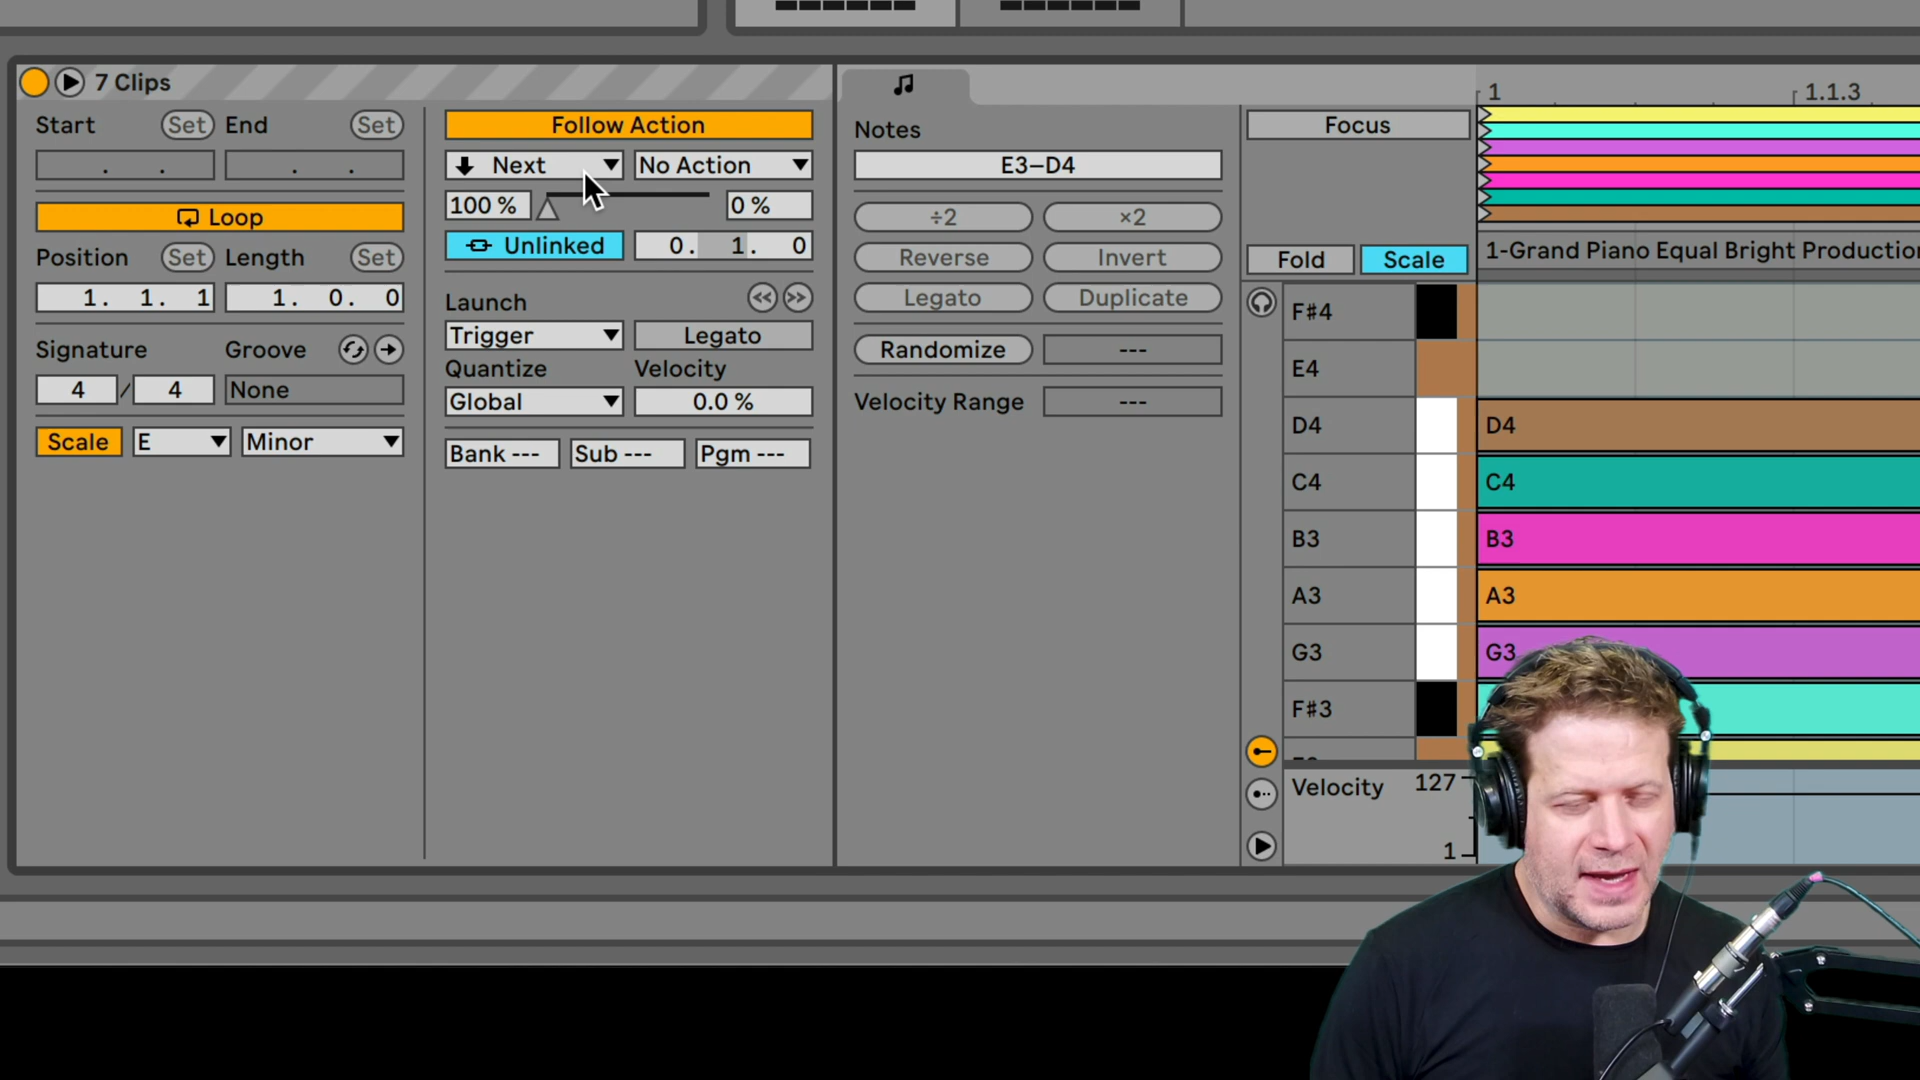 7 Clips
Start Set End Set
. . . .
Loop
Position Set Length Set
1. 1. 1 1. 0. 0
Signature Groove
4 / 4 None
Scale E Minor
Follow Action
Next No Action
100 % 0 %
Unlinked 0. 1. 0
Launch
Trigger Legato
Quantize Velocity
Global 0.0 %
Bank --- Sub --- Pgm ---
Notes
E3–D4
÷2 ×2
Reverse Invert
Legato Duplicate
Randomize ---
Velocity Range ---
Focus
Fold Scale
1 1.1.3
1-Grand Piano Equal Bright Production
F#4
E4
D4 D4
C4 C4
B3 B3
A3 A3
G3 G3
F#3
Velocity 127
1